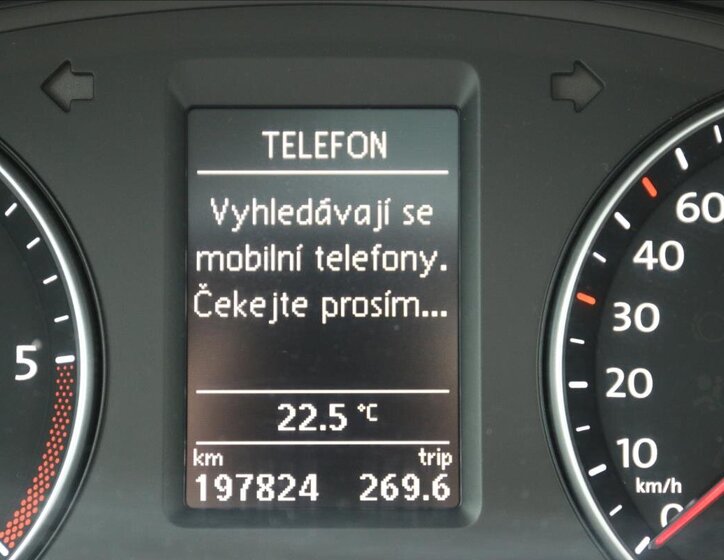 TELEFON
Vyhledávají se
mobilní telefony.
Čekejte prosím...
22.5 °C
km trip
197824 269.6
5
60
40
30
20
10
km/h
0